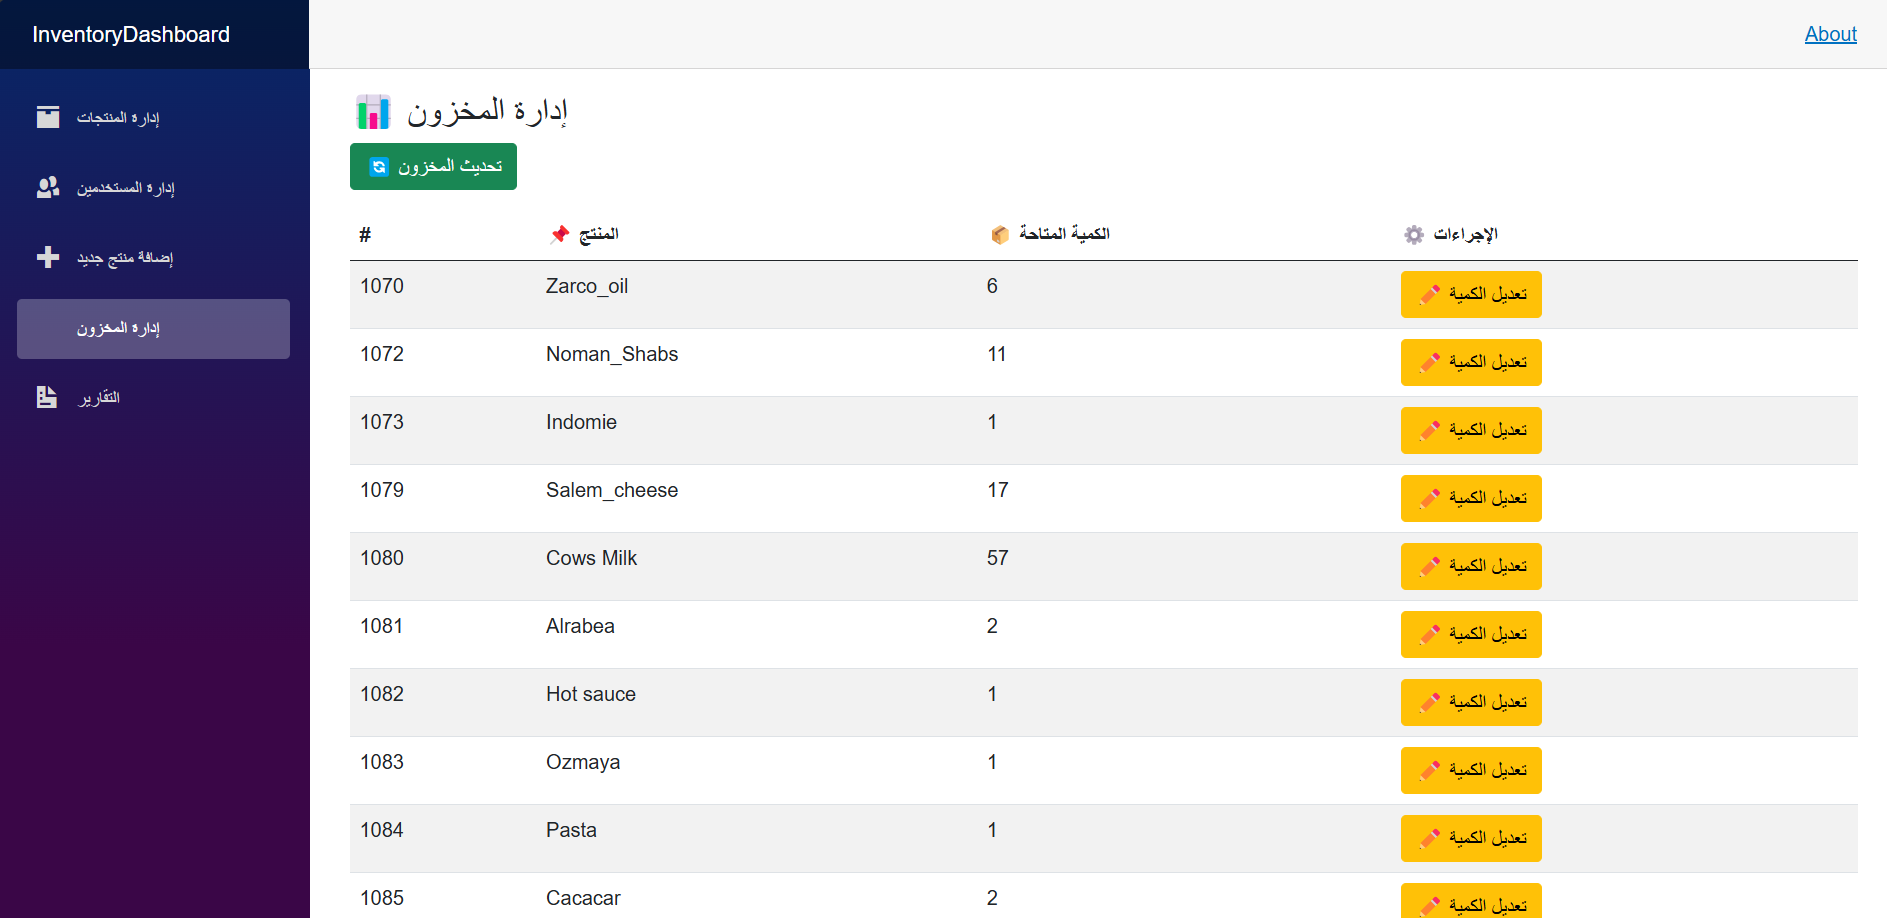 InventoryDashboard
About
إدارة المنتجات
إدارة المستخدمين
إضافة منتج جديد
إدارة المخزون
التقارير
إدارة المخزون
تحديث المخزون
# المنتج الكمية المتاحة الإجراءات
1070 Zarco_oil 6 تعديل الكمية
1072 Noman_Shabs 11 تعديل الكمية
1073 Indomie 1 تعديل الكمية
1079 Salem_cheese 17 تعديل الكمية
1080 Cows Milk 57 تعديل الكمية
1081 Alrabea 2 تعديل الكمية
1082 Hot sauce 1 تعديل الكمية
1083 Ozmaya 1 تعديل الكمية
1084 Pasta 1 تعديل الكمية
1085 Cacacar 2 تعديل الكمية